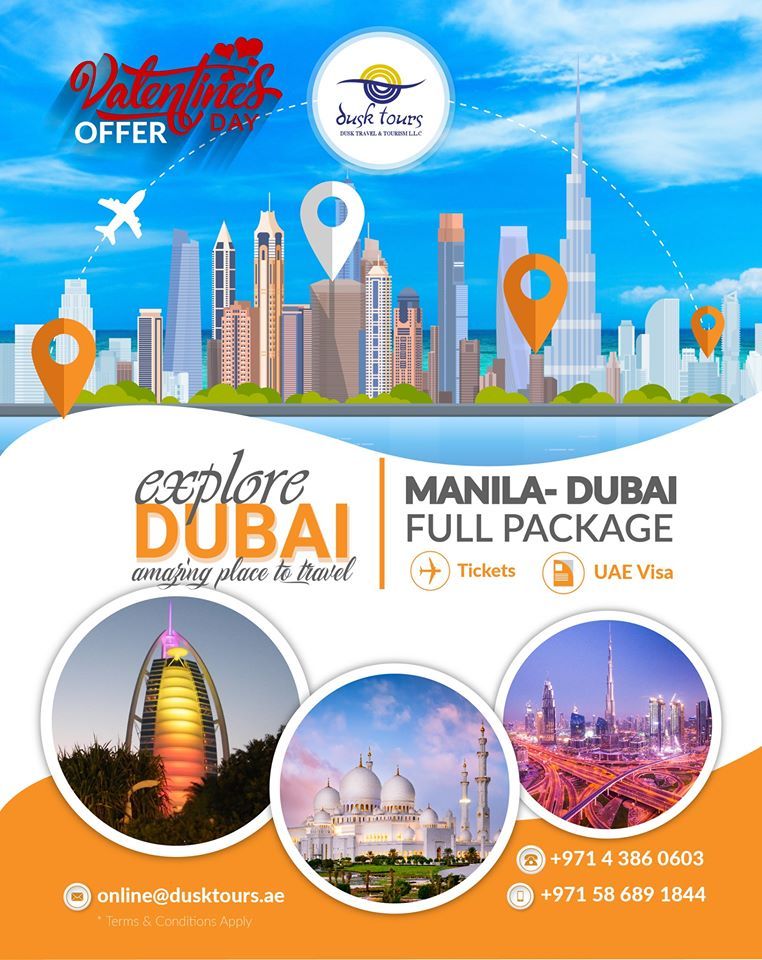 Valentine's
OFFER DAY
dusk tours
DUSK TRAVEL & TOURISM L.L.C
explore
DUBAI
amazing place to travel
MANILA- DUBAI
FULL PACKAGE
Tickets
UAE Visa
+971 4 386 0603
online@dusktours.ae
+971 58 689 1844
* Terms & Conditions Apply